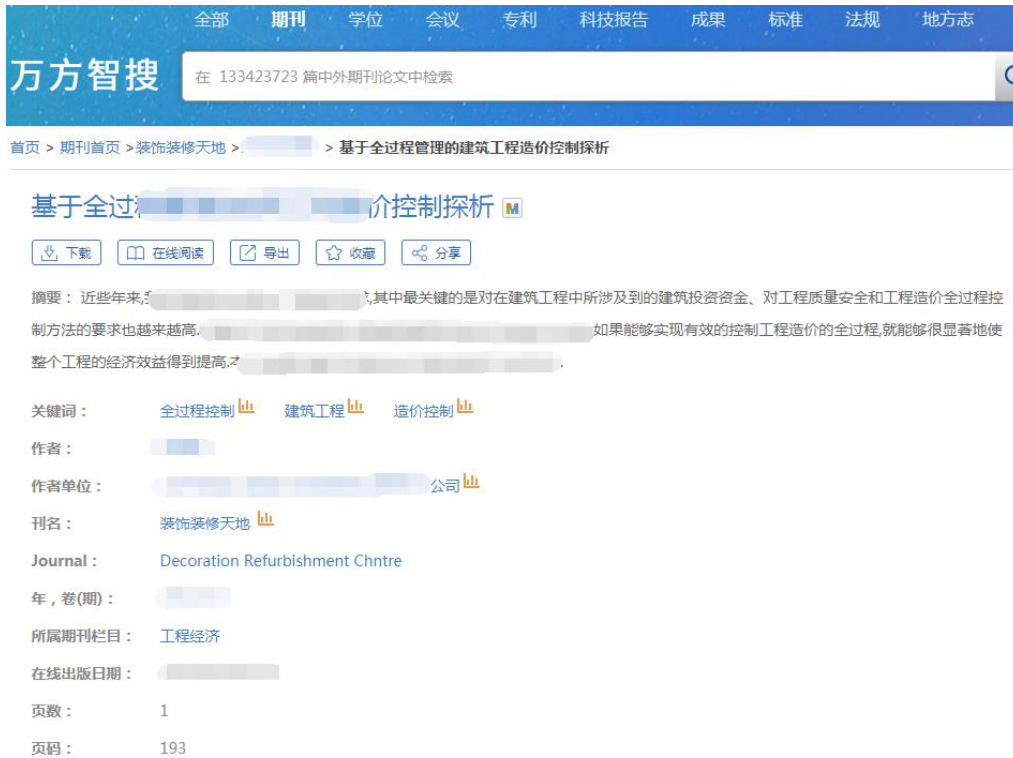 全部 期刊 学位 会议 专利 科技报告 成果 标准 法规 地方志
万方智搜 在 133423723 篇中外期刊论文中检索
首页 > 期刊首页 >装饰装修天地 > > 基于全过程管理的建筑工程造价控制探析
基于全过 价控制探析 M
下载 在线阅读 导出 收藏 分享
摘要： 近些年来, ,其中最关键的是对在建筑工程中所涉及到的建筑投资资金、对工程质量安全和工程造价全过程控
制方法的要求也越来越高. 如果能够实现有效的控制工程造价的全过程,就能够很显著地使
整个工程的经济效益得到提高. .
关键词： 全过程控制 建筑工程 造价控制
作者：
作者单位： 公司
刊名： 装饰装修天地
Journal： Decoration Refurbishment Chntre
年，卷(期)：
所属期刊栏目： 工程经济
在线出版日期：
页数： 1
页码： 193